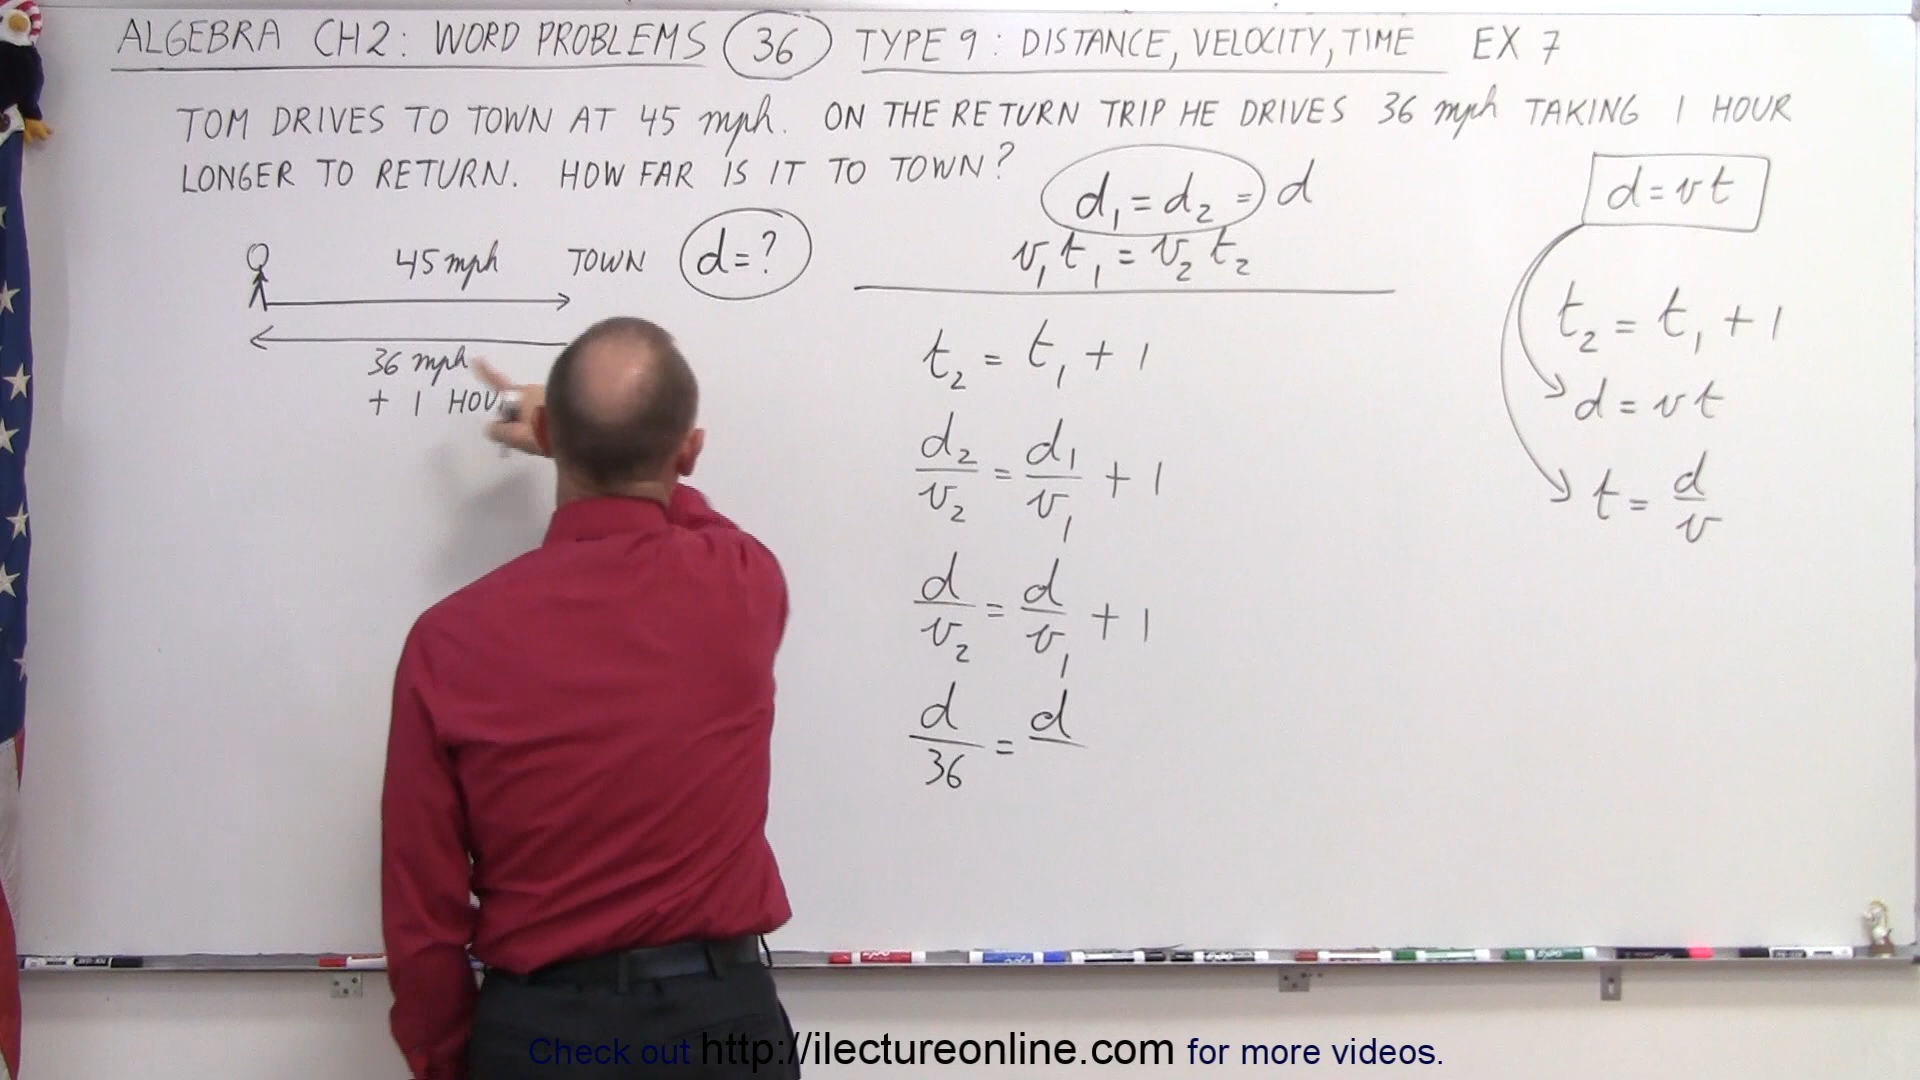 ALGEBRA CH2: WORD PROBLEMS 36 TYPE 9: DISTANCE, VELOCITY, TIME EX 7
TOM DRIVES TO TOWN AT 45 mph. ON THE RETURN TRIP HE DRIVES 36 mph TAKING 1 HOUR
LONGER TO RETURN. HOW FAR IS IT TO TOWN?
45 mph TOWN d = ?
36 mph
+ 1
d₁ = d₂ = d
v₁t₁ = v₂t₂
t₂ = t₁ + 1
d₂/v₂ = d₁/v₁ + 1
d/v₂ = d/v₁ + 1
d/36 = d/
d = vt
t₂ = t₁ + 1
d = vt
t = d/v
Check out http://ilectureonline.com for more videos.